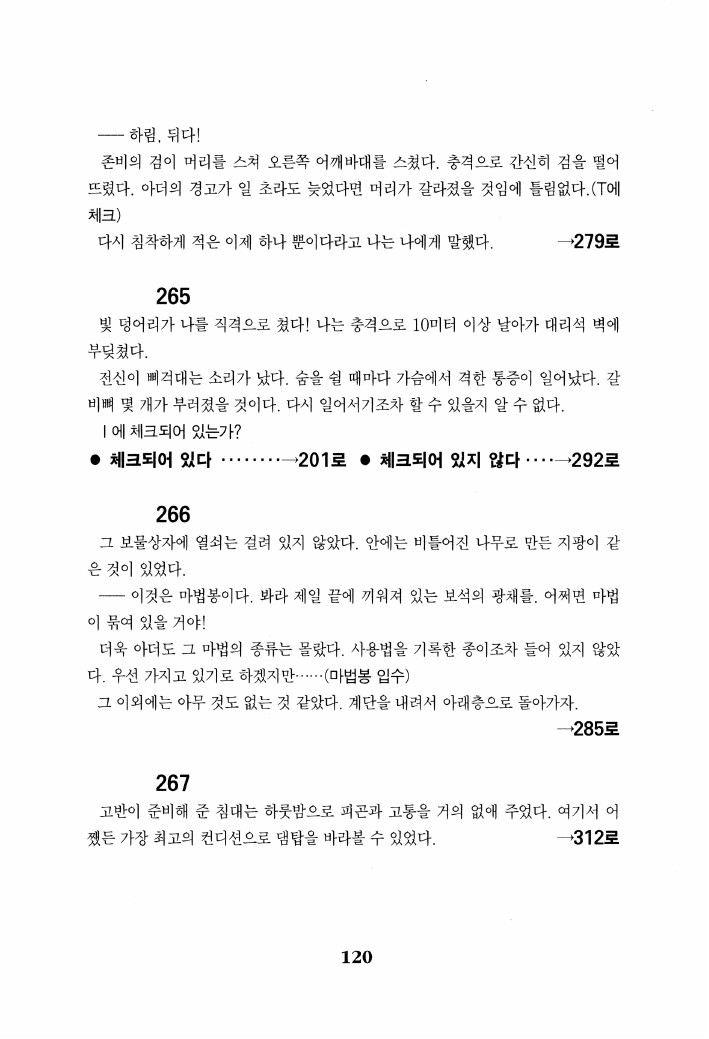 ── 하림, 뒤다!
존비의 검이 머리를 스쳐 오른쪽 어깨바대를 스쳤다. 충격으로 간신히 검을 떨어
뜨렸다. 아더의 경고가 일 초라도 늦었다면 머리가 갈라졌을 것임에 틀림없다.(T에
체크)
다시 침착하게 적은 이제 하나 뿐이다라고 나는 나에게 말했다. →279로
265
빛 덩어리가 나를 직격으로 쳤다! 나는 충격으로 10미터 이상 날아가 대리석 벽에
부딪쳤다.
전신이 삐걱대는 소리가 났다. 숨을 쉴 때마다 가슴에서 격한 통증이 일어났다. 갈
비뼈 몇 개가 부러졌을 것이다. 다시 일어서기조차 할 수 있을지 알 수 없다.
I 에 체크되어 있는가?
● 체크되어 있다 ········→201로 ● 체크되어 있지 않다 ····→292로
266
그 보물상자에 열쇠는 걸려 있지 않았다. 안에는 비틀어진 나무로 만든 지팡이 같
은 것이 있었다.
── 이것은 마법봉이다. 봐라 제일 끝에 끼워져 있는 보석의 광채를. 어쩌면 마법
이 묶여 있을 거야!
더욱 아더도 그 마법의 종류는 몰랐다. 사용법을 기록한 종이조차 들어 있지 않았
다. 우선 가지고 있기로 하겠지만······(마법봉 입수)
그 이외에는 아무 것도 없는 것 같았다. 계단을 내려서 아래층으로 돌아가자.
→285로
267
고반이 준비해 준 침대는 하룻밤으로 피곤과 고통을 거의 없애 주었다. 여기서 어
쨌든 가장 최고의 컨디션으로 댐탑을 바라볼 수 있었다. →312로
120